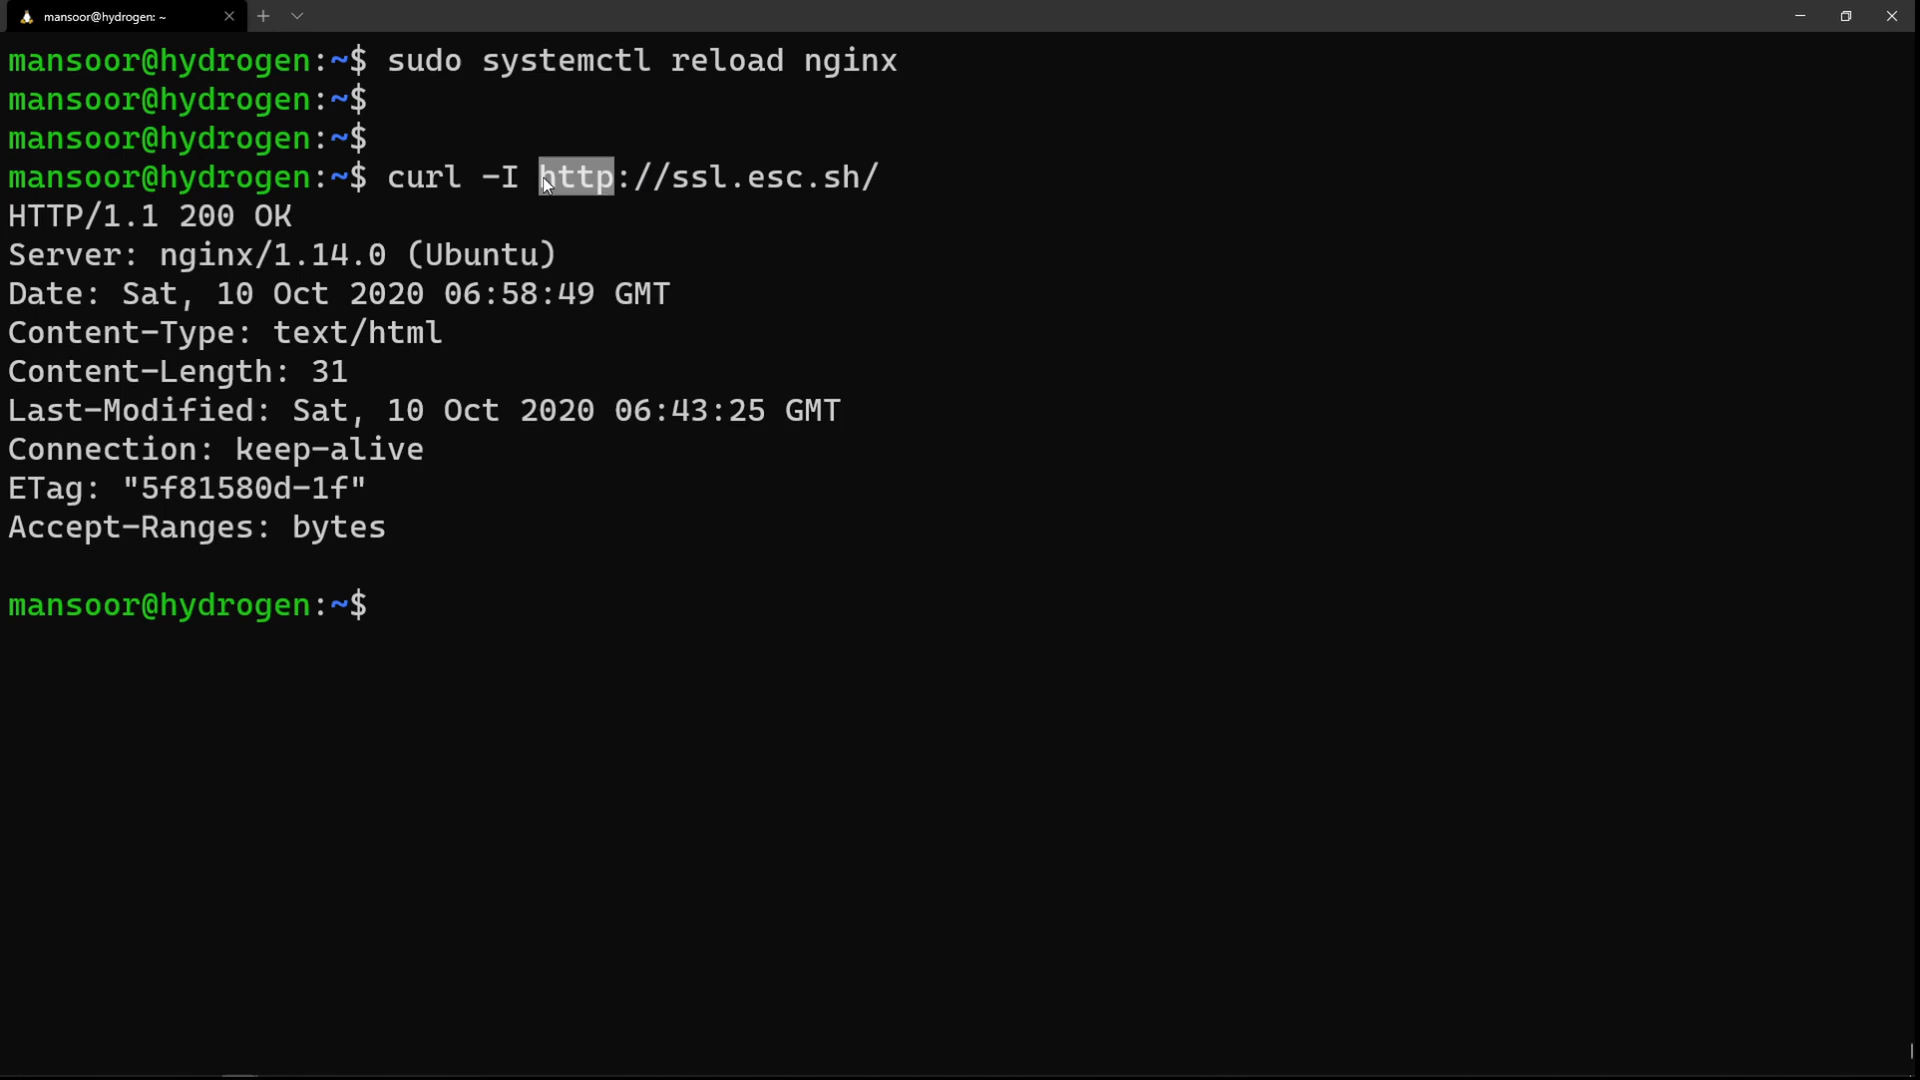 mansoor@hydrogen: ~
mansoor@hydrogen:~$ sudo systemctl reload nginx
mansoor@hydrogen:~$
mansoor@hydrogen:~$
mansoor@hydrogen:~$ curl -I http://ssl.esc.sh/
HTTP/1.1 200 OK
Server: nginx/1.14.0 (Ubuntu)
Date: Sat, 10 Oct 2020 06:58:49 GMT
Content-Type: text/html
Content-Length: 31
Last-Modified: Sat, 10 Oct 2020 06:43:25 GMT
Connection: keep-alive
ETag: "5f81580d-1f"
Accept-Ranges: bytes
mansoor@hydrogen:~$